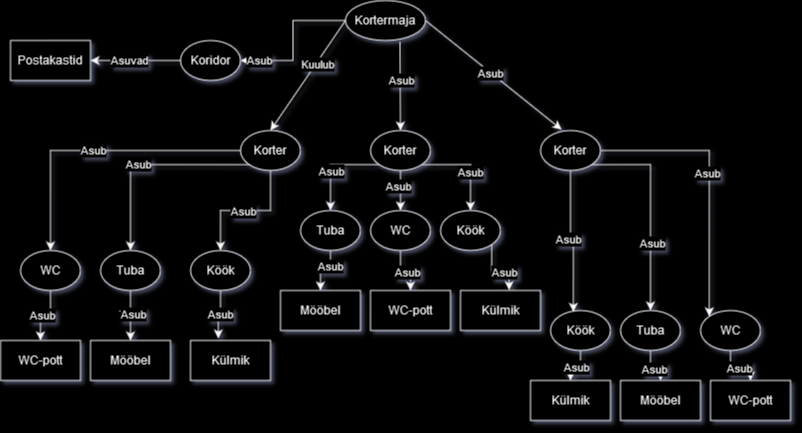 Kortermaja
Postakastid
Asuvad
Koridor
Asub
Kuulub
Asub
Asub
Korter
Korter
Korter
Asub
Asub
Asub
Asub
Asub
Asub
Asub
Asub
Asub
WC
Tuba
Köök
Tuba
WC
Köök
Asub
Asub
Asub
Asub
Asub
Asub
Mööbel
WC-pott
Külmik
Köök
Tuba
WC
WC-pott
Mööbel
Külmik
Asub
Asub
Asub
Külmik
Mööbel
WC-pott